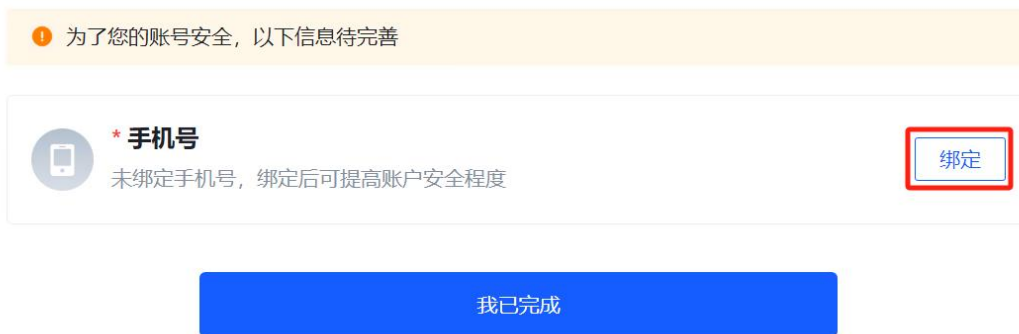 为了您的账号安全，以下信息待完善
* 手机号
未绑定手机号，绑定后可提高账户安全程度
绑定
我已完成